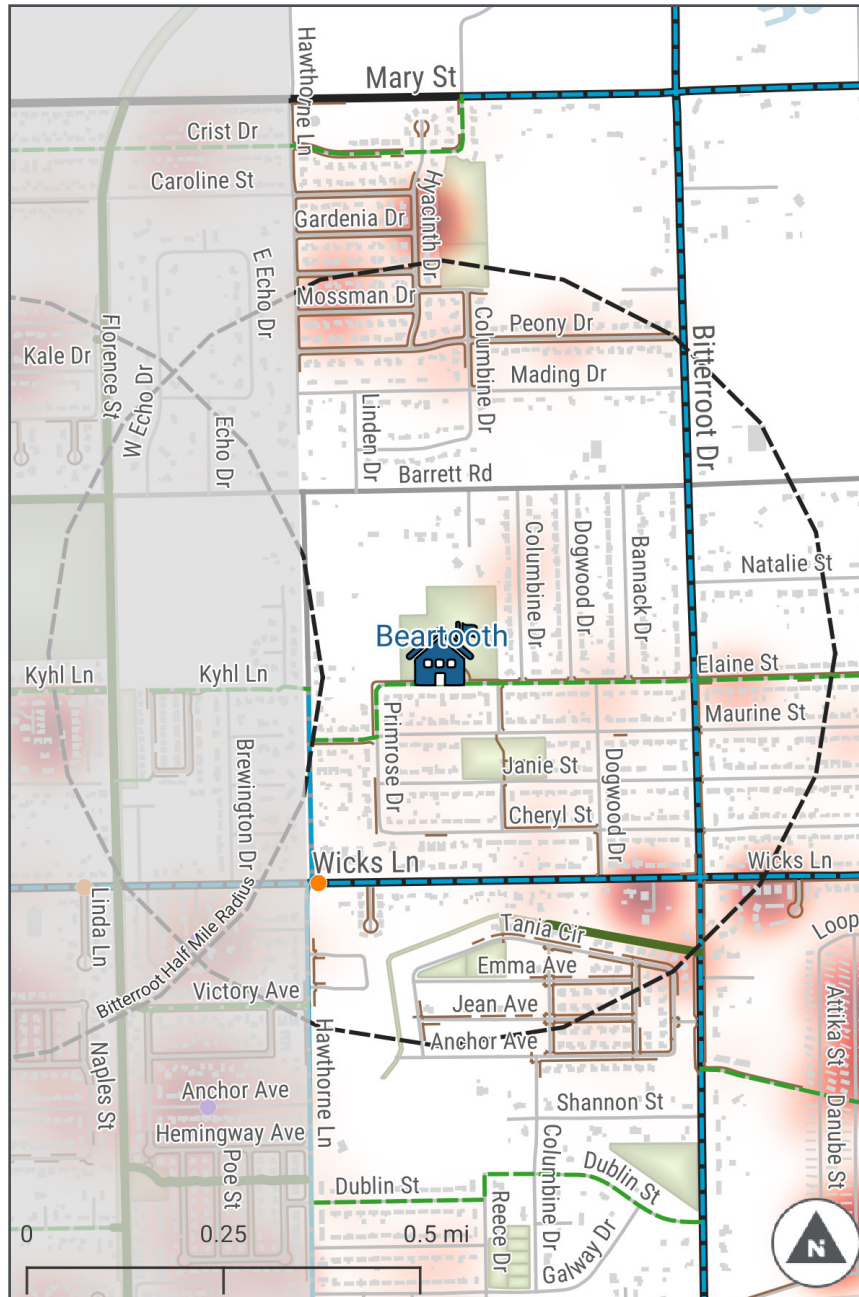 Hawthorne Ln
Mary St
Crist Dr
Caroline St
Hyacinth Dr
Gardenia Dr
E Echo Dr
Mossman Dr
Florence St
Columbine Dr
Peony Dr
Bitterroot Dr
Kale Dr
W Echo Dr
Mading Dr
Linden Dr
Echo Dr
Barrett Rd
Columbine Dr
Dogwood Dr
Bannack Dr
Natalie St
Beartooth
Kyhl Ln
Kyhl Ln
Elaine St
Primrose Dr
Maurine St
Brewington Dr
Janie St
Dogwood Dr
Cheryl St
Wicks Ln
Wicks Ln
Linda Ln
Bitterroot Half Mile Radius
Tania Cir
Loop
Emma Ave
Victory Ave
Jean Ave
Attika St
Hawthorne Ln
Anchor Ave
Naples St
Anchor Ave
Shannon St
Danube St
Hemingway Ave
Poe St
Columbine Dr
Dublin St
Dublin St
Reece Dr
Galway Dr
0
0.25
0.5 mi
N